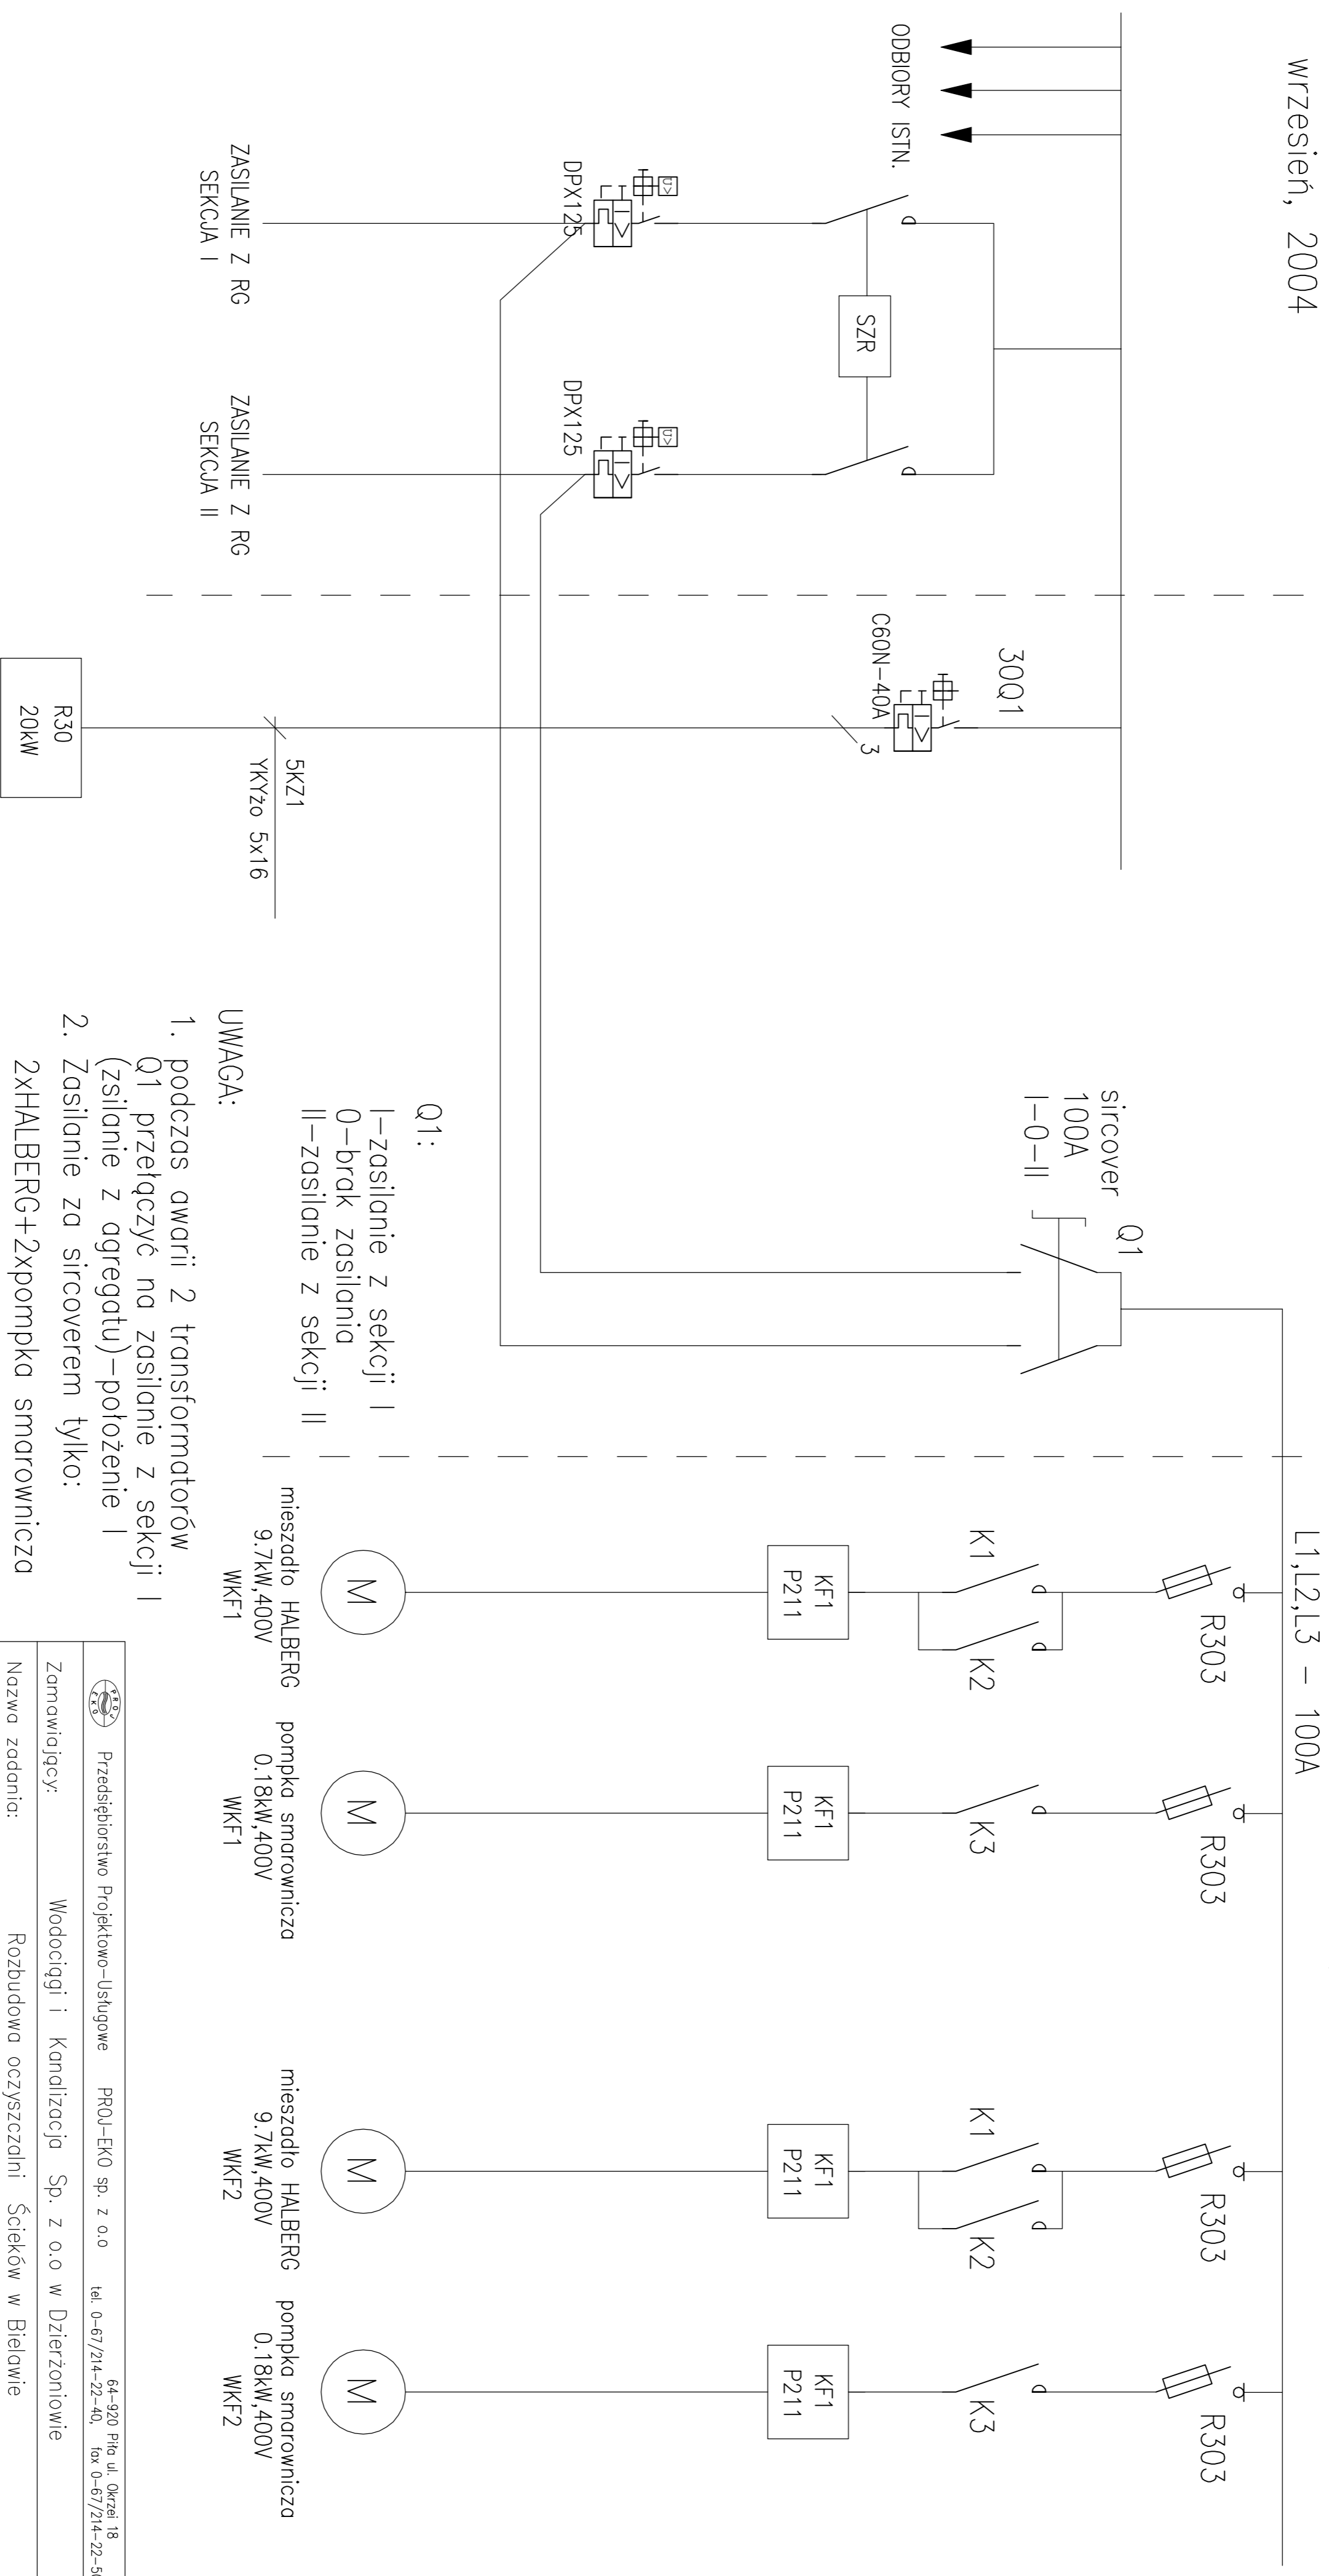 wrzesień, 2004
ODBIORY ISTN.
ZASILANIE Z RG
SEKCJA I
DPX125
U>
SZR
ZASILANIE Z RG
SEKCJA II
DPX125
U>
30Q1
C60N-40A
3
5KZ1
YKYżo 5x16
R30
20kW
sircover
100A
I-0-II
Q1
Q1:
I-zasilanie z sekcji I
0-brak zasilania
II-zasilanie z sekcji II
UWAGA:
1. podczas awarii 2 transformatorów
Q1 przełączyć na zasilanie z sekcji I
(zsilanie z agregatu)-położenie I
2. Zasilanie za sircoverem tylko:
2xHALBERG+2xpompka smarownicza
L1,L2,L3 - 100A
R303
K1
K2
KF1
P211
M
mieszadło HALBERG
9.7kW,400V
WKF1
R303
K3
KF1
P211
M
pompka smarownicza
0.18kW,400V
WKF1
R303
K1
K2
KF1
P211
M
mieszadło HALBERG
9.7kW,400V
WKF2
R303
K3
KF1
P211
M
pompka smarownicza
0.18kW,400V
WKF2
PROJ EKO
Przedsiębiorstwo Projektowo-Usługowe PROJ-EKO sp. z o.o
64-920 Piła ul. Okrzei 18
tel. 0-67/214-22-40, fax 0-67/214-22-50
Zamawiający: Wodociągi i Kanalizacja Sp. z o.o w Dzierżoniowie
Nazwa zadania: Rozbudowa oczyszczalni Ścieków w Bielawie